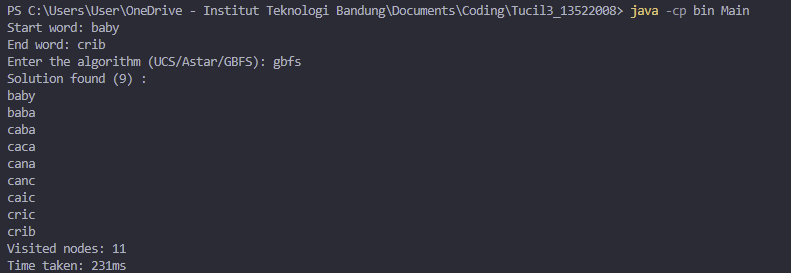 PS C:\Users\User\OneDrive - Institut Teknologi Bandung\Documents\Coding\Tucil3_13522008> java -cp bin Main
Start word: baby
End word: crib
Enter the algorithm (UCS/Astar/GBFS): gbfs
Solution found (9) :
baby
baba
caba
caca
cana
canc
caic
cric
crib
Visited nodes: 11
Time taken: 231ms